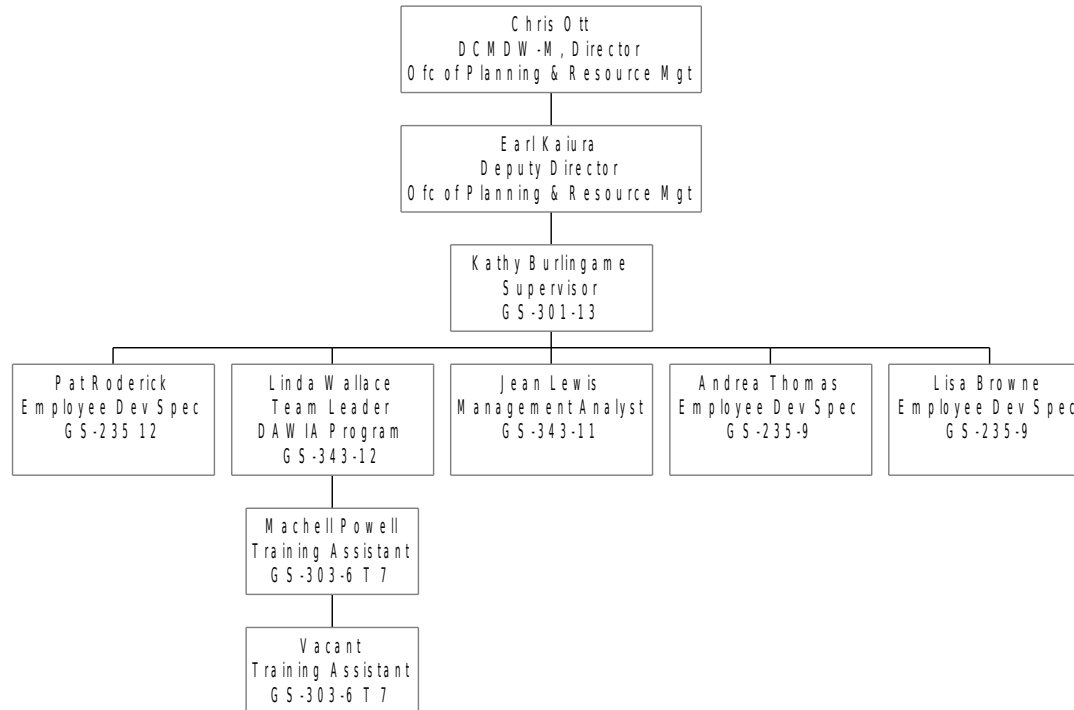 Chris Ott
DCMDW-M, Director
Ofc of Planning & Resource Mgt
Earl Kaiura
Deputy Director
Ofc of Planning & Resource Mgt
Kathy Burlingame
Supervisor
GS-301-13
Pat Roderick
Employee Dev Spec
GS-235 12
Linda Wallace
Team Leader
DAWIA Program
GS-343-12
Jean Lewis
Management Analyst
GS-343-11
Andrea Thomas
Employee Dev Spec
GS-235-9
Lisa Browne
Employee Dev Spec
GS-235-9
Machell Powell
Training Assistant
GS-303-6 T 7
Vacant
Training Assistant
GS-303-6 T 7